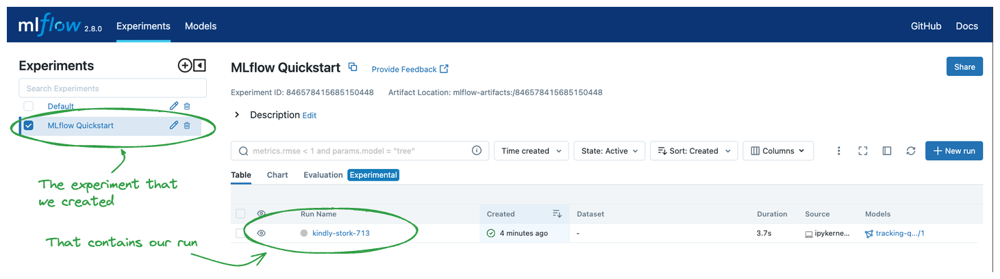 mlflow 2.8.0 Experiments Models GitHub Docs
Experiments
Search Experiments
Default
MLflow Quickstart
The experiment that
we created
That contains our run
MLflow Quickstart Provide Feedback Share
Experiment ID: 846578415685150448 Artifact Location: mlflow-artifacts:/846578415685150448
Description Edit
metrics.rmse < 1 and params.model = "tree" Time created State: Active Sort: Created Columns New run
Table Chart Evaluation Experimental
Run Name Created Dataset Duration Source Models
kindly-stork-713 4 minutes ago - 3.7s ipykerne... tracking-q.../1